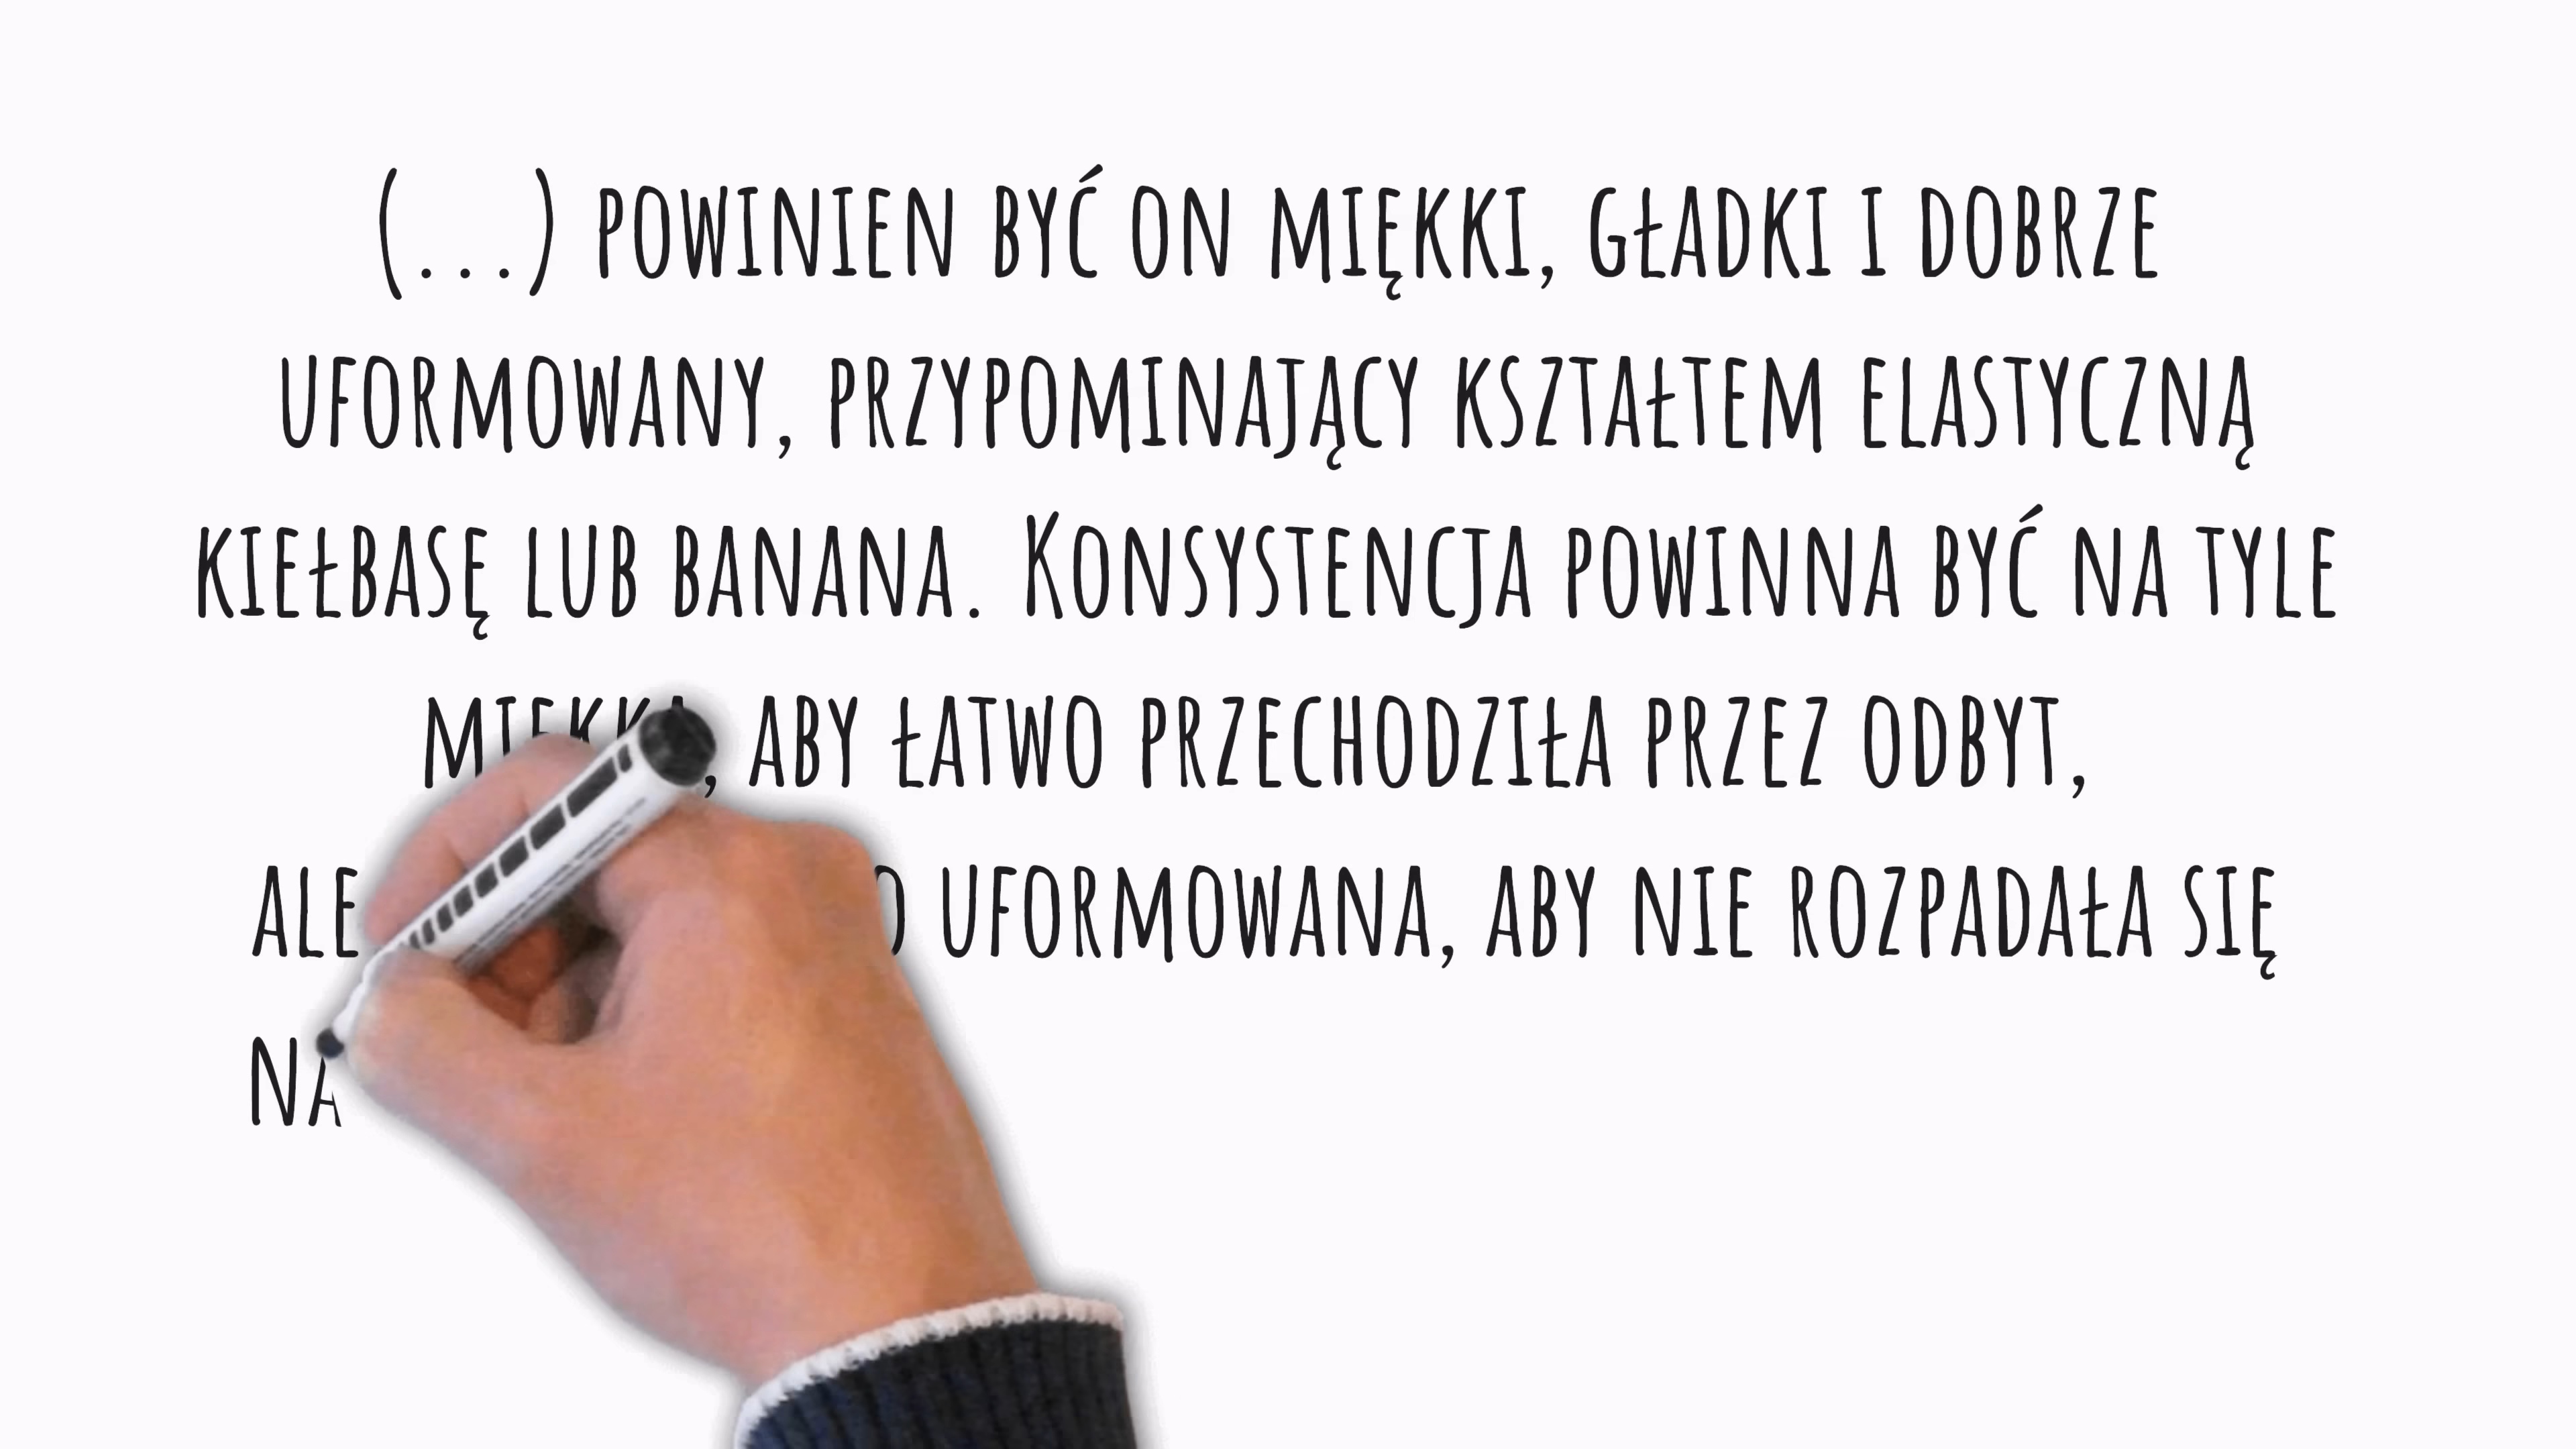 (...) powinien być on miękki, gładki i dobrze
uformowany, przypominający kształtem elastyczną
kiełbasę lub banana. Konsystencja powinna być na tyle
miękka, aby łatwo przechodziła przez odbyt,
ale uformowana, aby nie rozpadała się
na